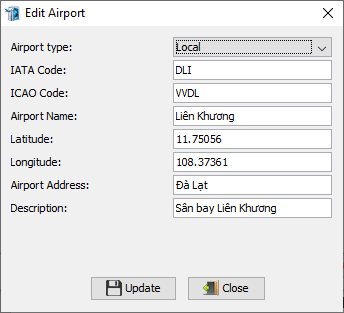 Edit Airport
Airport type: Local
IATA Code: DLI
ICAO Code: VVDL
Airport Name: Liên Khương
Latitude: 11.75056
Longitude: 108.37361
Airport Address: Đà Lạt
Description: Sân bay Liên Khương
Update Close